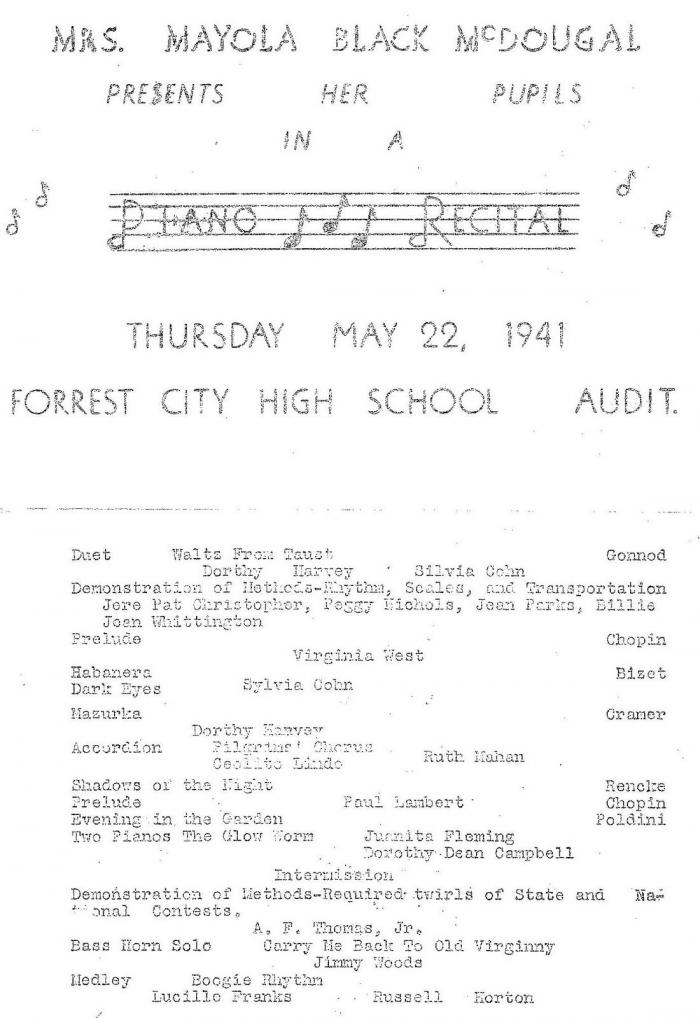 MRS. MAYOLA BLACK McDOUGAL
PRESENTS HER PUPILS
IN A
PIANO RECITAL
THURSDAY MAY 22, 1941
FORREST CITY HIGH SCHOOL AUDIT.
Duet Waltz From Taust Gonnod
Dorthy Harvey Silvia Cohn
Demonstration of Methods-Rhythm, Scales, and Transportation
Jere Pat Christopher, Peggy Nichols, Jean Parks, Billie
Jean Whittington
Prelude Chopin
Virginia West
Habanera Bizet
Dark Eyes Sylvia Cohn
Mazurka Cramer
Dorthy Harvey
Accordion Pilgrims' Chorus
Ceolito Lindo Ruth Mahan
Shadows of the Night Rencke
Prelude Paul Lambert Chopin
Evening in the Garden Poldini
Two Pianos The Glow Worm Juanita Fleming
Dorothy Dean Campbell
Intermission
Demonstration of Methods-Required twirls of State and Na-
tional Contests.
A. F. Thomas, Jr.
Bass Horn Solo Carry Me Back To Old Virginny
Jimmy Woods
Medley Boogie Rhythm
Lucille Franks Russell Horton